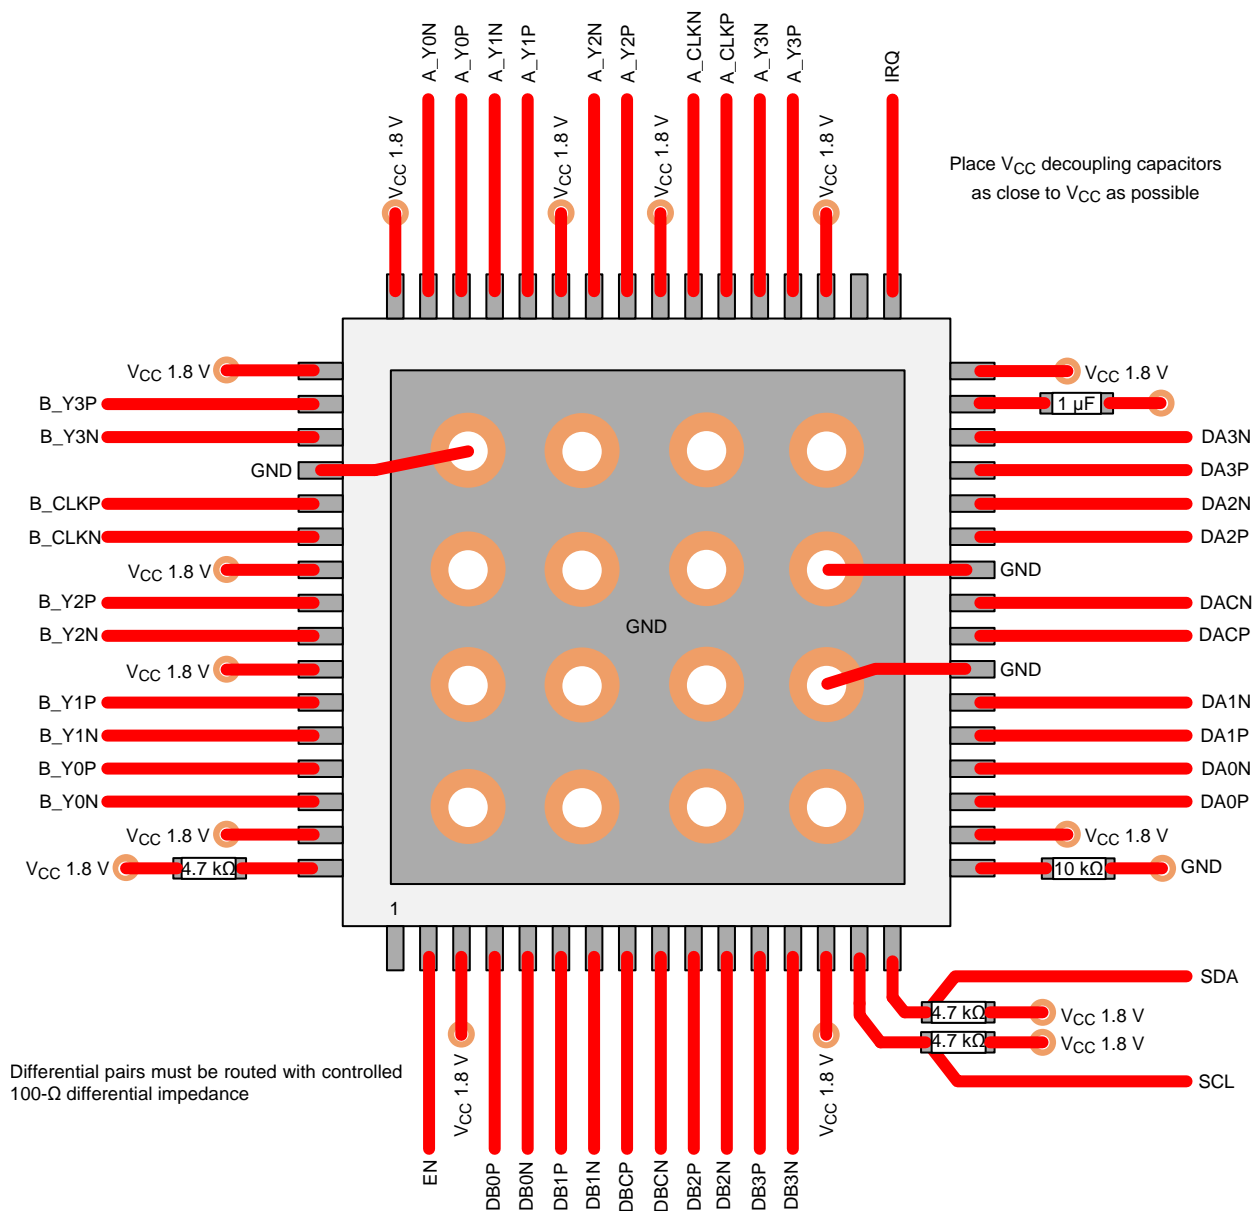 A_Y0N
A_Y0P
A_Y1N
A_Y1P
A_Y2N
A_Y2P
A_CLKN
A_CLKP
A_Y3N
A_Y3P
IRQ
VCC 1.8 V
VCC 1.8 V
VCC 1.8 V
VCC 1.8 V
Place VCC decoupling capacitors
as close to VCC as possible
VCC 1.8 V
B_Y3P
B_Y3N
GND
B_CLKP
B_CLKN
VCC 1.8 V
B_Y2P
B_Y2N
VCC 1.8 V
B_Y1P
B_Y1N
B_Y0P
B_Y0N
VCC 1.8 V
VCC 1.8 V
4.7 kΩ
GND
1
VCC 1.8 V
1 µF
DA3N
DA3P
DA2N
DA2P
GND
DACN
DACP
GND
DA1N
DA1P
DA0N
DA0P
VCC 1.8 V
10 kΩ
GND
SDA
4.7 kΩ
VCC 1.8 V
4.7 kΩ
VCC 1.8 V
SCL
Differential pairs must be routed with controlled
100-Ω differential impedance
VCC 1.8 V
VCC 1.8 V
EN
DB0P
DB0N
DB1P
DB1N
DBCP
DBCN
DB2P
DB2N
DB3P
DB3N